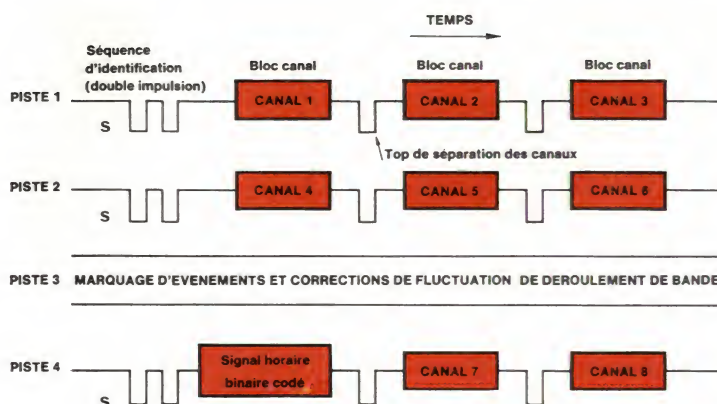 TEMPS
Séquence
d'identification
(double impulsion)
Bloc canal
Bloc canal
Bloc canal
PISTE 1
CANAL 1
CANAL 2
CANAL 3
S
Top de séparation des canaux
PISTE 2
CANAL 4
CANAL 5
CANAL 6
S
PISTE 3
MARQUAGE D'EVENEMENTS ET CORRECTIONS DE FLUCTUATION DE DEROULEMENT DE BANDE
PISTE 4
Signal horaire
binaire codé
CANAL 7
CANAL 8
S